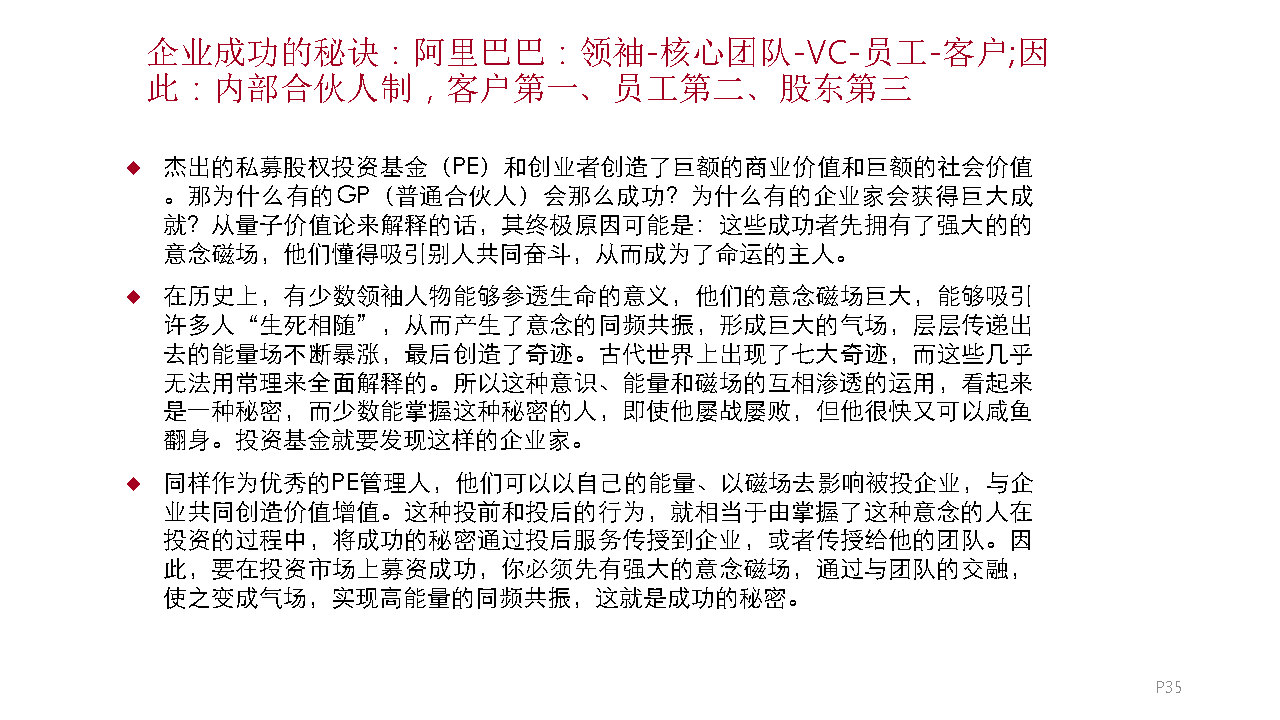 企业成功的秘诀：阿里巴巴：领袖-核心团队-VC-员工-客户;因
此：内部合伙人制，客户第一、员工第二、股东第三
◆ 杰出的私募股权投资基金（PE）和创业者创造了巨额的商业价值和巨额的社会价值
。那为什么有的GP（普通合伙人）会那么成功？为什么有的企业家会获得巨大成
就？从量子价值论来解释的话，其终极原因可能是：这些成功者先拥有了强大的的
意念磁场，他们懂得吸引别人共同奋斗，从而成为了命运的主人。
◆ 在历史上，有少数领袖人物能够参透生命的意义，他们的意念磁场巨大，能够吸引
许多人“生死相随”，从而产生了意念的同频共振，形成巨大的气场，层层传递出
去的能量场不断暴涨，最后创造了奇迹。古代世界上出现了七大奇迹，而这些几乎
无法用常理来全面解释的。所以这种意识、能量和磁场的互相渗透的运用，看起来
是一种秘密，而少数能掌握这种秘密的人，即使他屡战屡败，但他很快又可以咸鱼
翻身。投资基金就要发现这样的企业家。
◆ 同样作为优秀的PE管理人，他们可以以自己的能量、以磁场去影响被投企业，与企
业共同创造价值增值。这种投前和投后的行为，就相当于由掌握了这种意念的人在
投资的过程中，将成功的秘密通过投后服务传授到企业，或者传授给他的团队。因
此，要在投资市场上募资成功，你必须先有强大的意念磁场，通过与团队的交融，
使之变成气场，实现高能量的同频共振，这就是成功的秘密。
P35